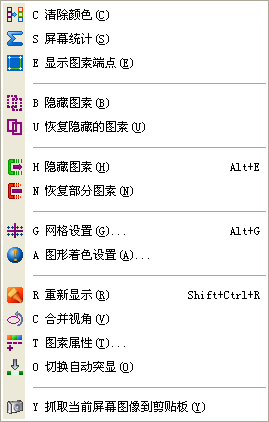 C 清除颜色(C)
S 屏幕统计(S)
E 显示图素端点(E)
B 隐藏图素(B)
U 恢复隐藏的图素(U)
H 隐藏图素(H) Alt+E
N 恢复部分图素(N)
G 网格设置(G)... Alt+G
A 图形着色设置(A)...
R 重新显示(R) Shift+Ctrl+R
C 合并视角(V)
T 图素属性(I)...
O 切换自动突显(O)
Y 抓取当前屏幕图像到剪贴板(Y)